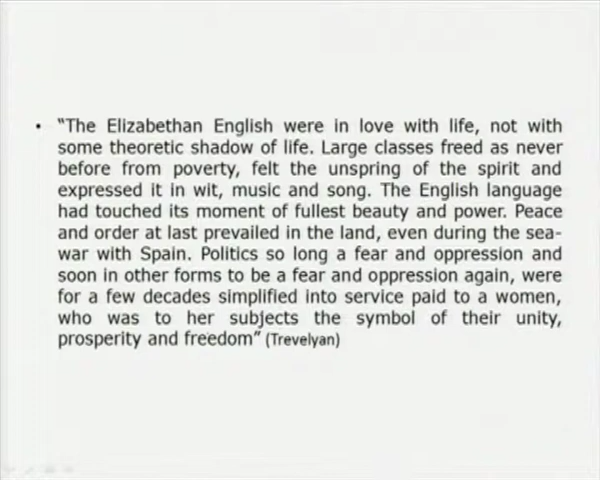 • "The Elizabethan English were in love with life, not with
some theoretic shadow of life. Large classes freed as never
before from poverty, felt the unspring of the spirit and
expressed it in wit, music and song. The English language
had touched its moment of fullest beauty and power. Peace
and order at last prevailed in the land, even during the sea-
war with Spain. Politics so long a fear and oppression and
soon in other forms to be a fear and oppression again, were
for a few decades simplified into service paid to a women,
who was to her subjects the symbol of their unity,
prosperity and freedom" (Trevelyan)